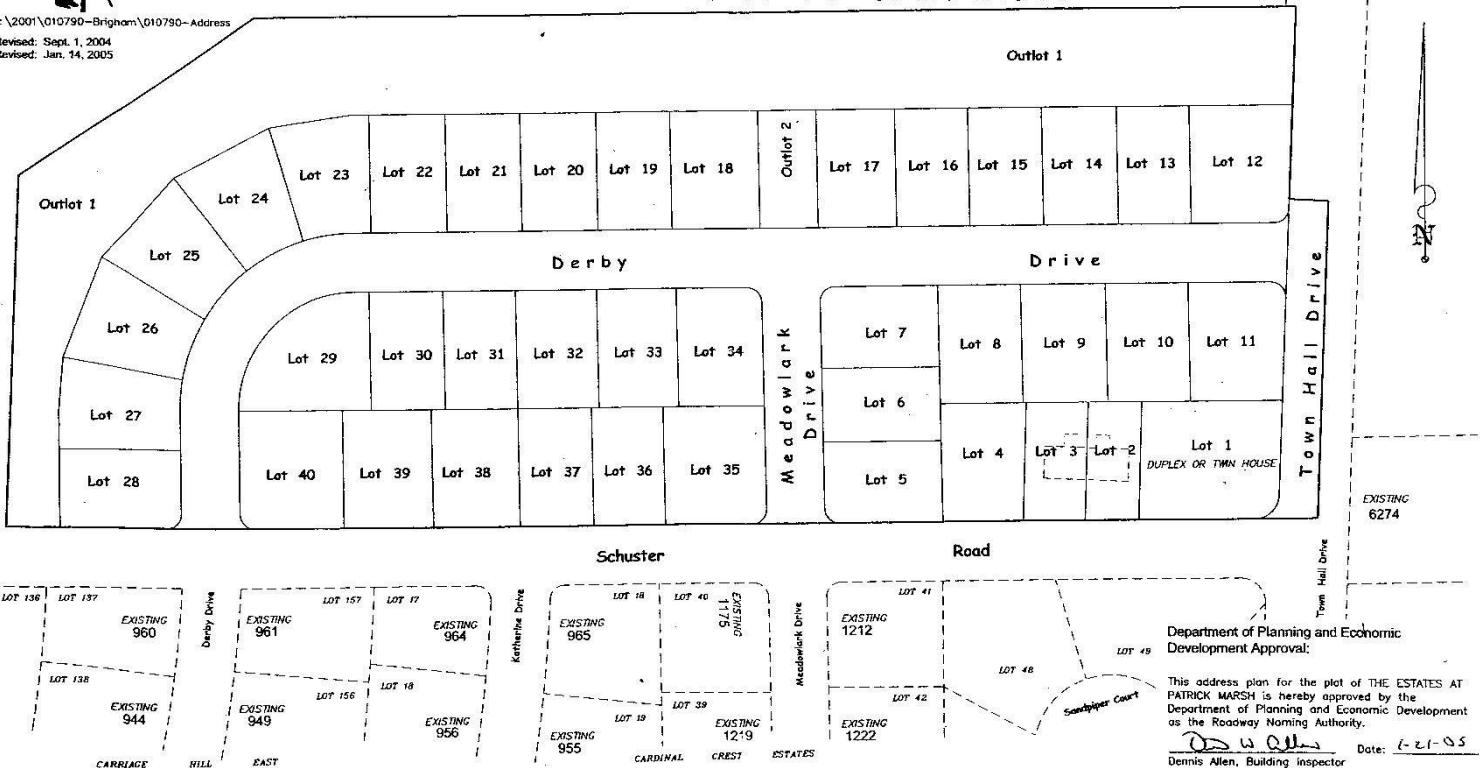 :\2001\010790-Brigham\010790-Address
evised: Sept. 1, 2004
evised: Jan. 14, 2005
Outlot 1
Outlot 1
Outlot 2
Lot 23
Lot 22
Lot 21
Lot 20
Lot 19
Lot 18
Lot 17
Lot 16
Lot 15
Lot 14
Lot 13
Lot 12
Lot 24
Lot 25
Lot 26
Lot 27
Lot 28
Derby Drive
Meadowlark Drive
Town Hall Drive
N
Lot 29
Lot 30
Lot 31
Lot 32
Lot 33
Lot 34
Lot 7
Lot 8
Lot 9
Lot 10
Lot 11
Lot 6
Lot 40
Lot 39
Lot 38
Lot 37
Lot 36
Lot 35
Lot 5
Lot 4
Lot 3
Lot 2
Lot 1
DUPLEX OR TWIN HOUSE
EXISTING
6274
Schuster Road
Town Hall Drive
LOT 136
LOT 137
EXISTING
960
Derby Drive
LOT 157
EXISTING
961
LOT 17
EXISTING
964
Katherine Drive
LOT 18
EXISTING
965
LOT 40
EXISTING
1175
Meadowlark Drive
LOT 41
EXISTING
1212
LOT 48
LOT 49
Sandpiper Court
LOT 138
EXISTING
944
LOT 156
EXISTING
949
LOT 18
EXISTING
956
LOT 19
EXISTING
955
LOT 39
EXISTING
1219
LOT 42
EXISTING
1222
CARRIAGE HILL EAST
CARDINAL CREST ESTATES
Department of Planning and Economic
Development Approval:
This address plan for the plat of THE ESTATES AT
PATRICK MARSH is hereby approved by the
Department of Planning and Economic Development
as the Roadway Naming Authority.
Date: 1-21-05
Dennis Allen, Building Inspector